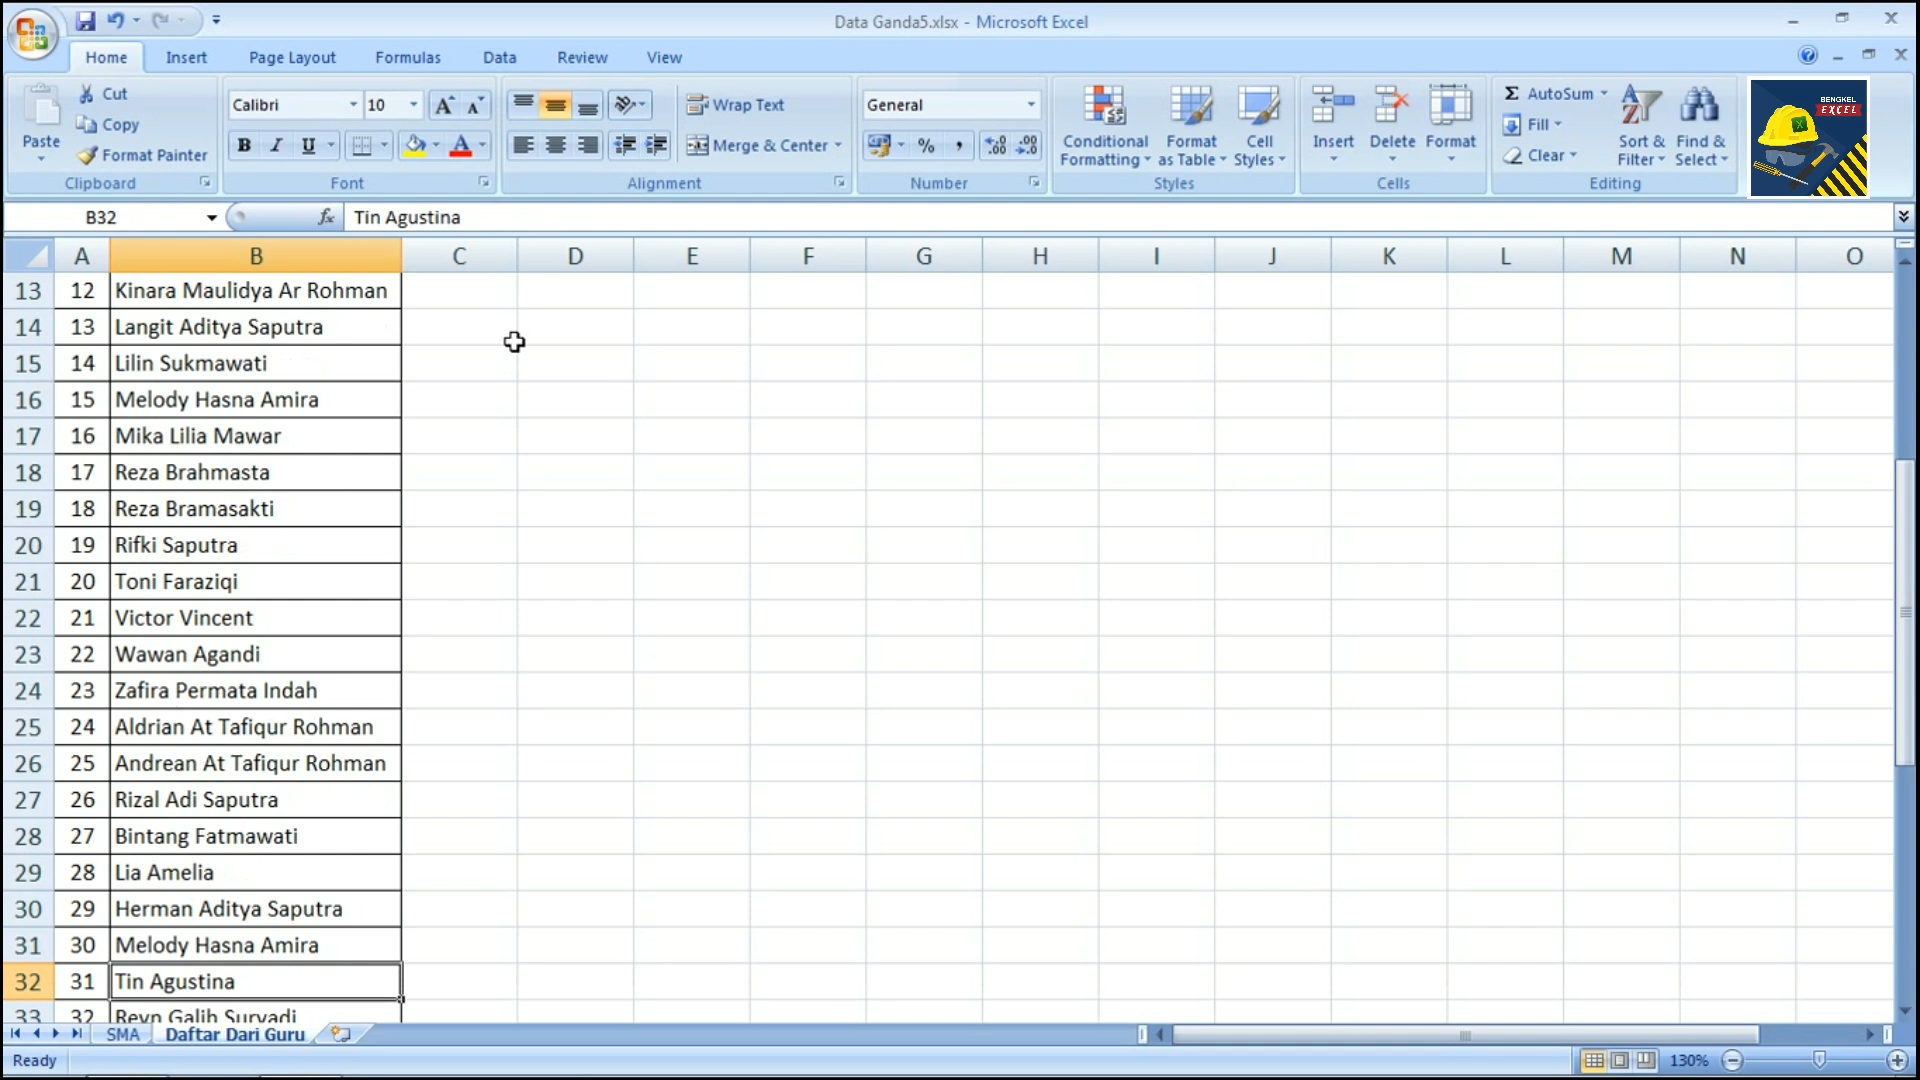 Data Ganda5.xlsx - Microsoft Excel
Home Insert Page Layout Formulas Data Review View
Paste Cut Copy Format Painter Clipboard
Calibri 10 A A B I U A Font
Wrap Text Merge & Center Alignment
General % , Number
Conditional Formatting Format as Table Cell Styles Styles
Insert Delete Format Cells
Σ AutoSum Fill Clear Sort & Filter Find & Select Editing
BENGKEL
EXCEL
B32 fx Tin Agustina
A B C D E F G H I J K L M N O
13 12 Kinara Maulidya Ar Rohman
14 13 Langit Aditya Saputra
15 14 Lilin Sukmawati
16 15 Melody Hasna Amira
17 16 Mika Lilia Mawar
18 17 Reza Brahmasta
19 18 Reza Bramasakti
20 19 Rifki Saputra
21 20 Toni Faraziqi
22 21 Victor Vincent
23 22 Wawan Agandi
24 23 Zafira Permata Indah
25 24 Aldrian At Tafiqur Rohman
26 25 Andrean At Tafiqur Rohman
27 26 Rizal Adi Saputra
28 27 Bintang Fatmawati
29 28 Lia Amelia
30 29 Herman Aditya Saputra
31 30 Melody Hasna Amira
32 31 Tin Agustina
33 32 Reyn Galih Suryadi
SMA Daftar Dari Guru
Ready 130%